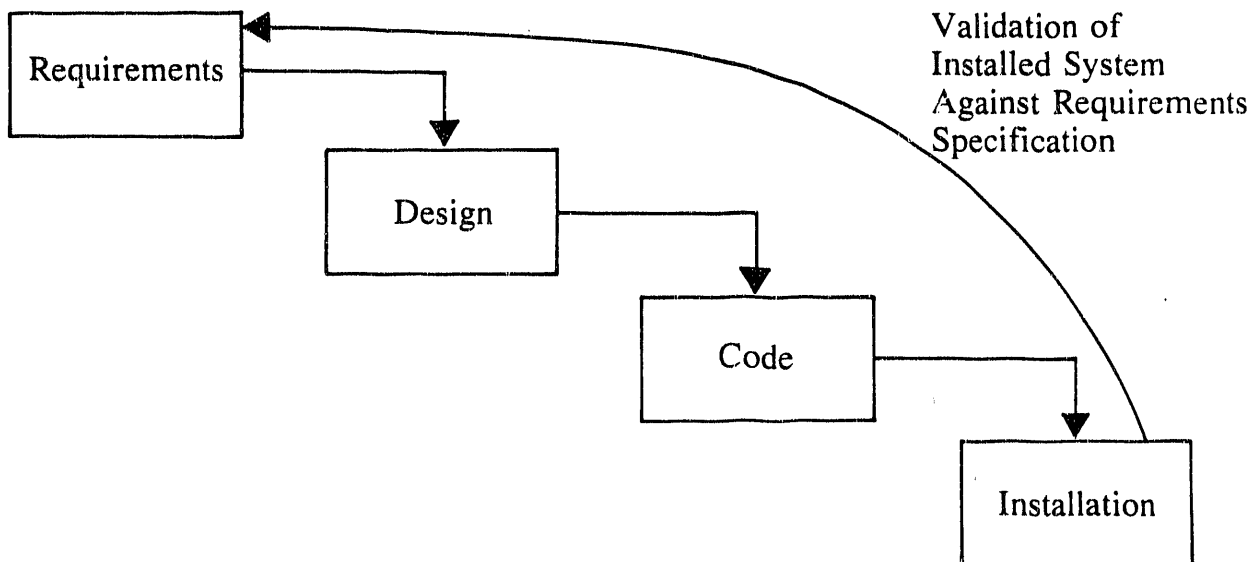 Requirements
Validation of
Installed System
Against Requirements
Specification
Design
Code
Installation